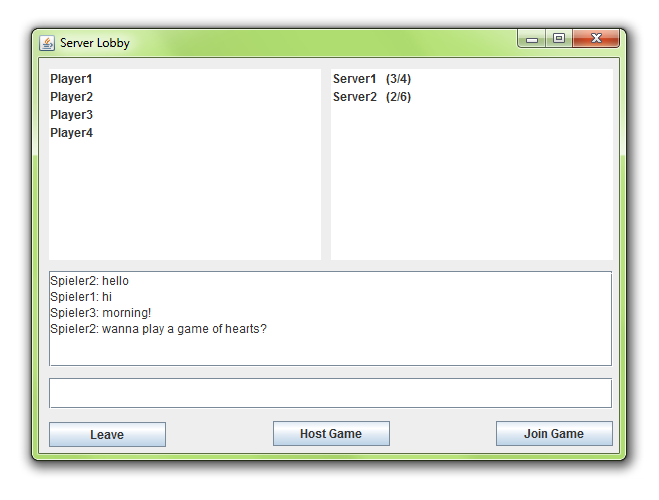 Server Lobby
Player1
Player2
Player3
Player4
Server1 (3/4)
Server2 (2/6)
Spieler2: hello
Spieler1: hi
Spieler3: morning!
Spieler2: wanna play a game of hearts?
Leave
Host Game
Join Game